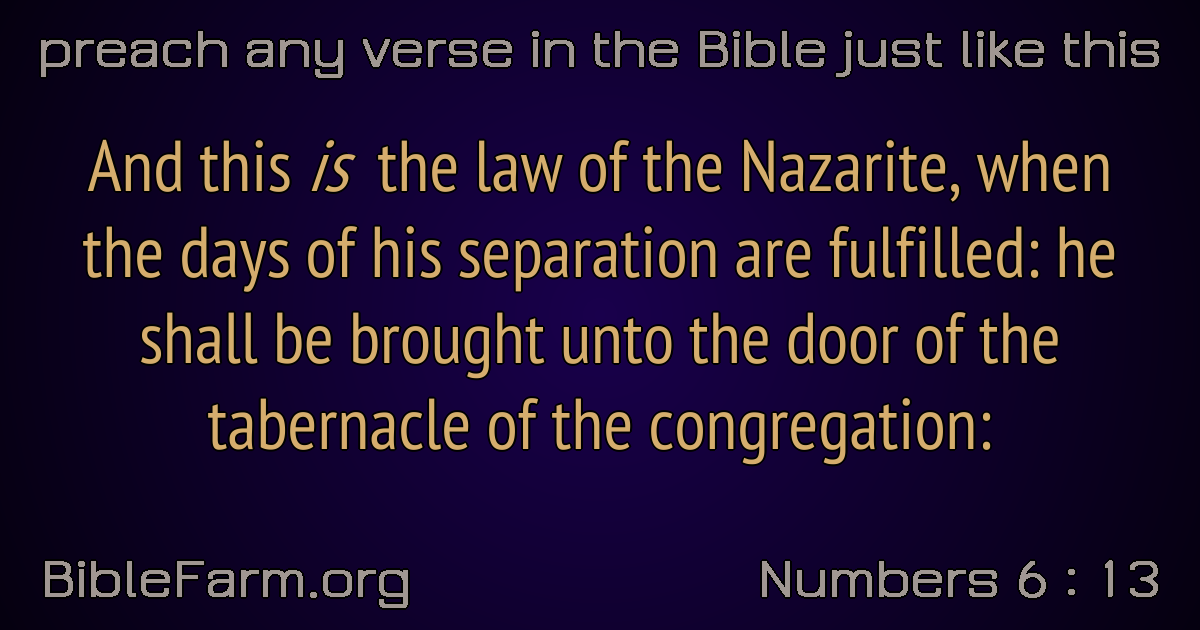 preach any verse in the Bible just like this
And this is the law of the Nazarite, when
the days of his separation are fulfilled: he
shall be brought unto the door of the
tabernacle of the congregation:
BibleFarm.org
Numbers 6 : 13